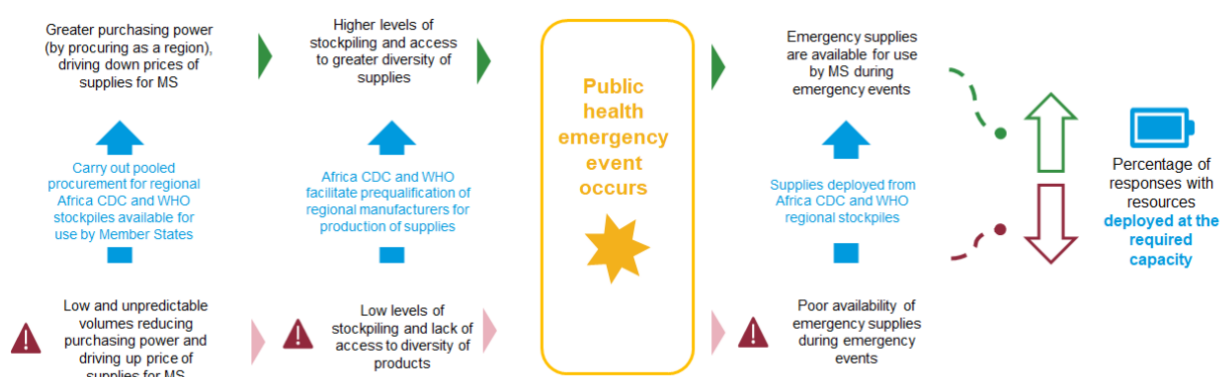 Greater purchasing power
(by procuring as a region),
driving down prices of
supplies for MS
Higher levels of
stockpiling and access
to greater diversity of
supplies
Public
health
emergency
event
occurs
Emergency supplies
are available for use
by MS during
emergency events
Carry out pooled
procurement for regional
Africa CDC and WHO
stockpiles available for
use by Member States
Africa CDC and WHO
facilitate prequalification of
regional manufacturers for
production of supplies
Supplies deployed from
Africa CDC and WHO
regional stockpiles
Percentage of
responses with
resources
deployed at the
required
capacity
Low and unpredictable
volumes reducing
purchasing power and
driving up price of
supplies for MS
Low levels of
stockpiling and lack of
access to diversity of
products
Poor availability of
emergency supplies
during emergency
events